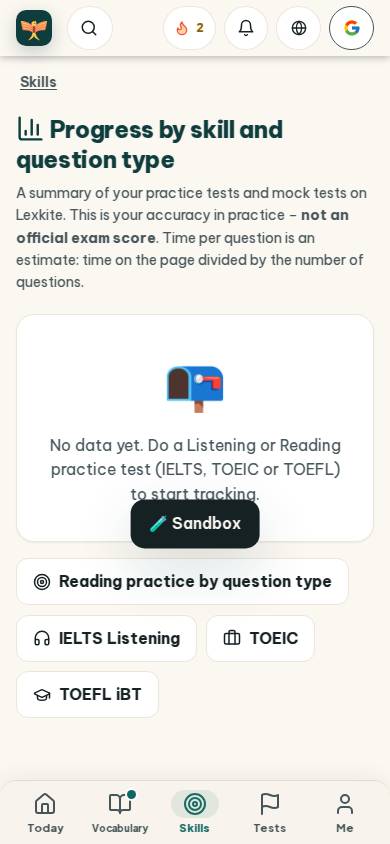 2
Skills
Progress by skill and
question type
A summary of your practice tests and mock tests on
Lexkite. This is your accuracy in practice – not an
official exam score. Time per question is an
estimate: time on the page divided by the number of
questions.
No data yet. Do a Listening or Reading
practice test (IELTS, TOEIC or TOEFL)
to start tracking.
Sandbox
Reading practice by question type
IELTS Listening
TOEIC
TOEFL iBT
Today
Vocabulary
Skills
Tests
Me